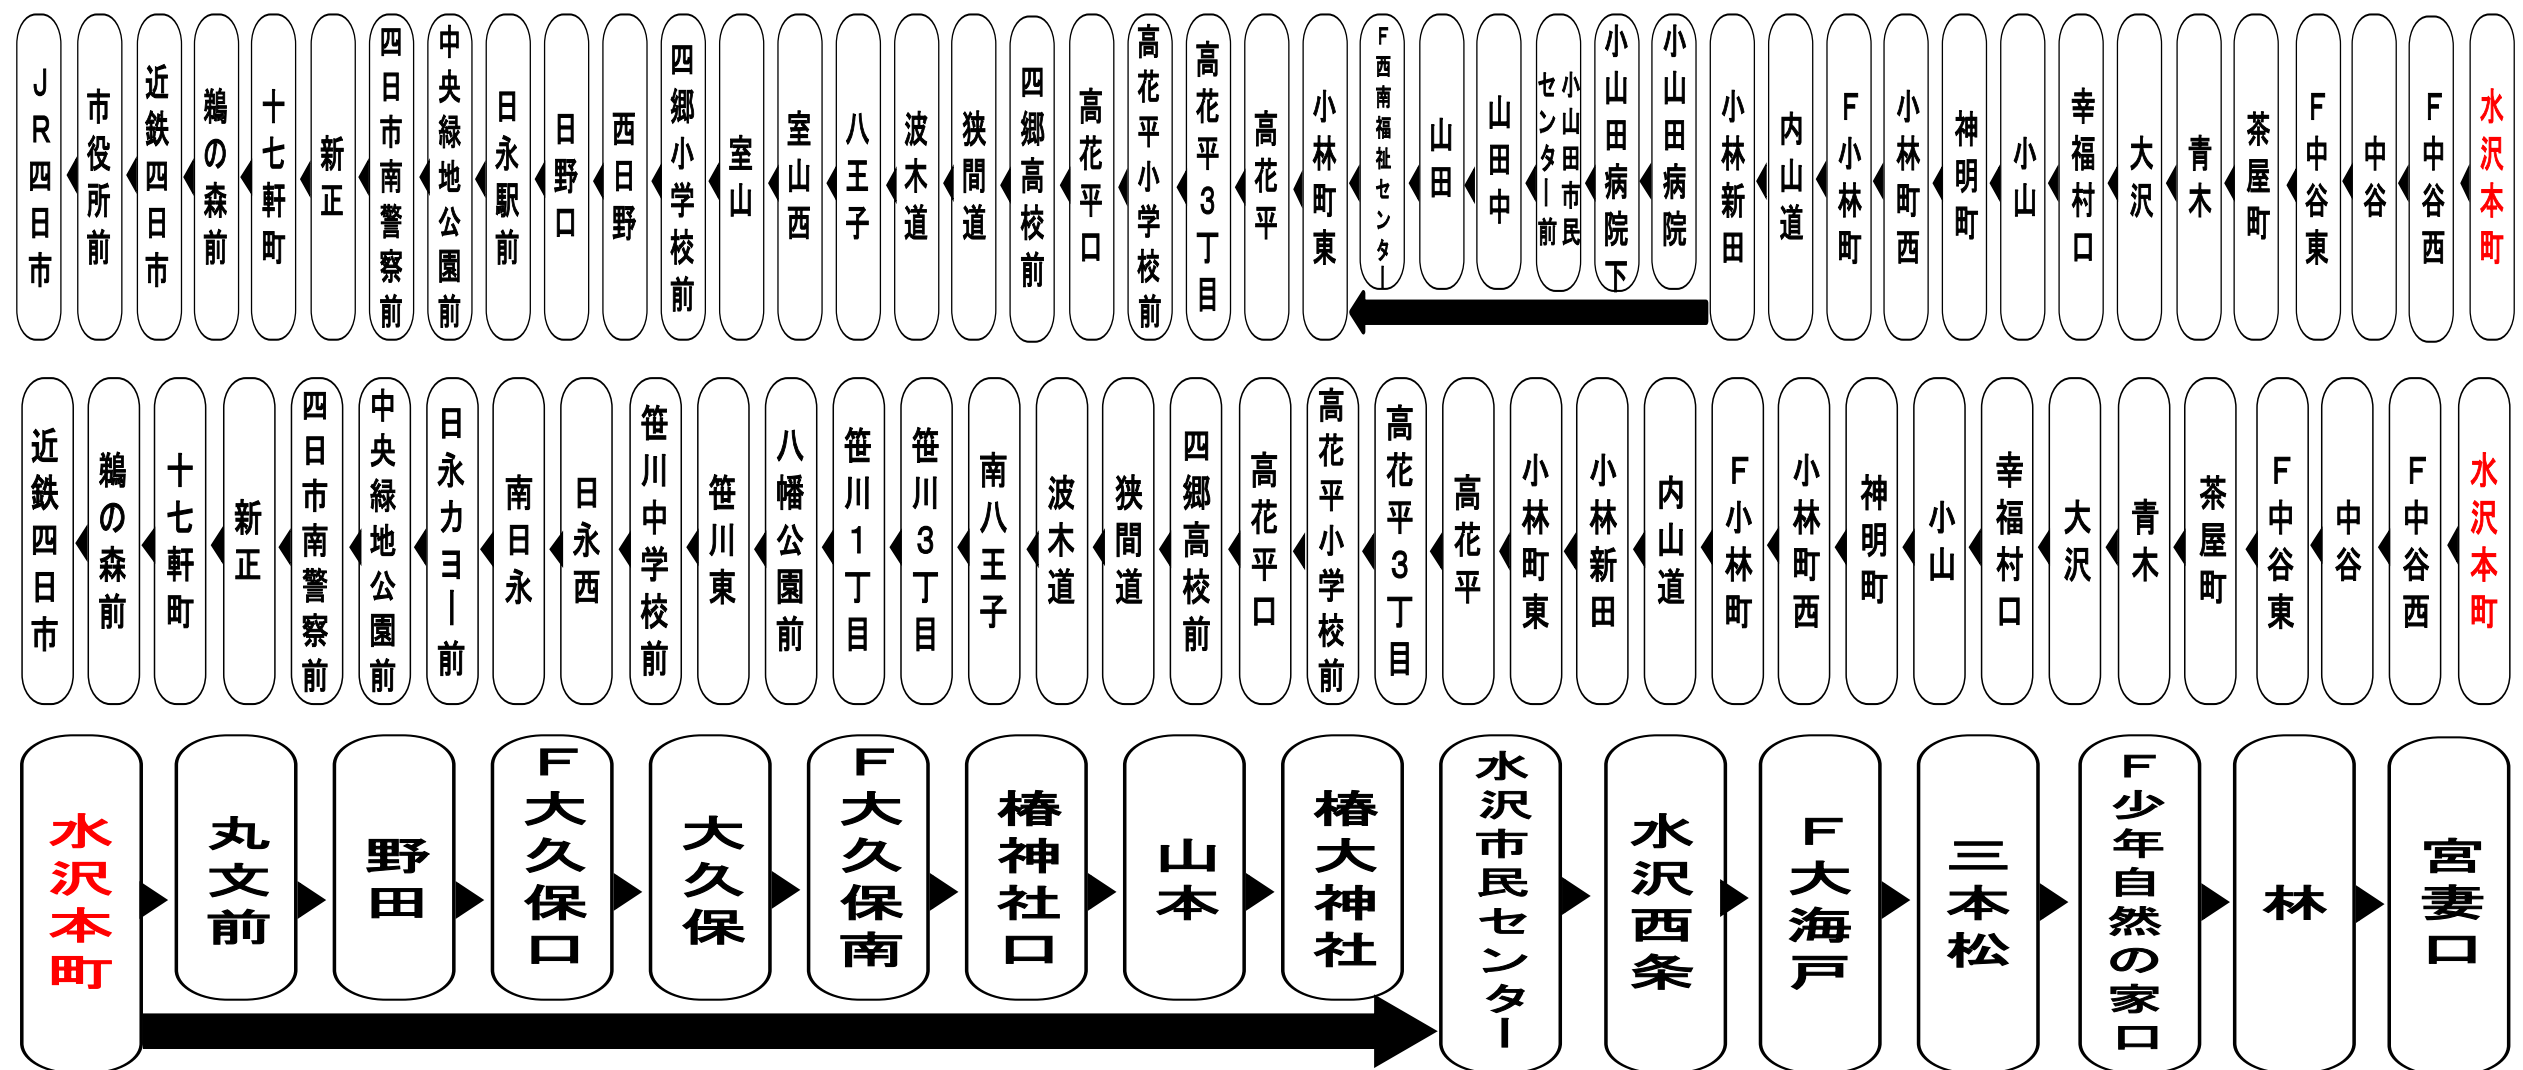 ＪＲ四日市
市役所前
近鉄四日市
鵜の森前
十七軒町
新正
四日市南警察前
中央緑地公園前
日永駅前
日野口
西日野
四郷小学校前
室山
室山西
八王子
波木道
狭間道
四郷高校前
高花平口
高花平小学校前
高花平３丁目
高花平
小林町東
Ｆ西南福祉センター
山田
山田中
小山田市民
センター前
小山田病院下
小山田病院
小林新田
内山道
Ｆ小林町
小林町西
神明町
小山
幸福村口
大沢
青木
茶屋町
Ｆ中谷東
中谷
Ｆ中谷西
水沢本町
近鉄四日市
鵜の森前
十七軒町
新正
四日市南警察前
中央緑地公園前
日永カヨー前
南日永
日永西
笹川中学校前
笹川東
八幡公園前
笹川１丁目
笹川３丁目
南八王子
波木道
狭間道
四郷高校前
高花平口
高花平小学校前
高花平３丁目
高花平
小林町東
小林新田
内山道
Ｆ小林町
小林町西
神明町
小山
幸福村口
大沢
青木
茶屋町
Ｆ中谷東
中谷
Ｆ中谷西
水沢本町
水沢本町
丸文前
野田
Ｆ大久保口
大久保
Ｆ大久保南
椿神社口
山本
椿大神社
水沢市民センター
水沢西条
Ｆ大海戸
三本松
Ｆ少年自然の家口
林
宮妻口